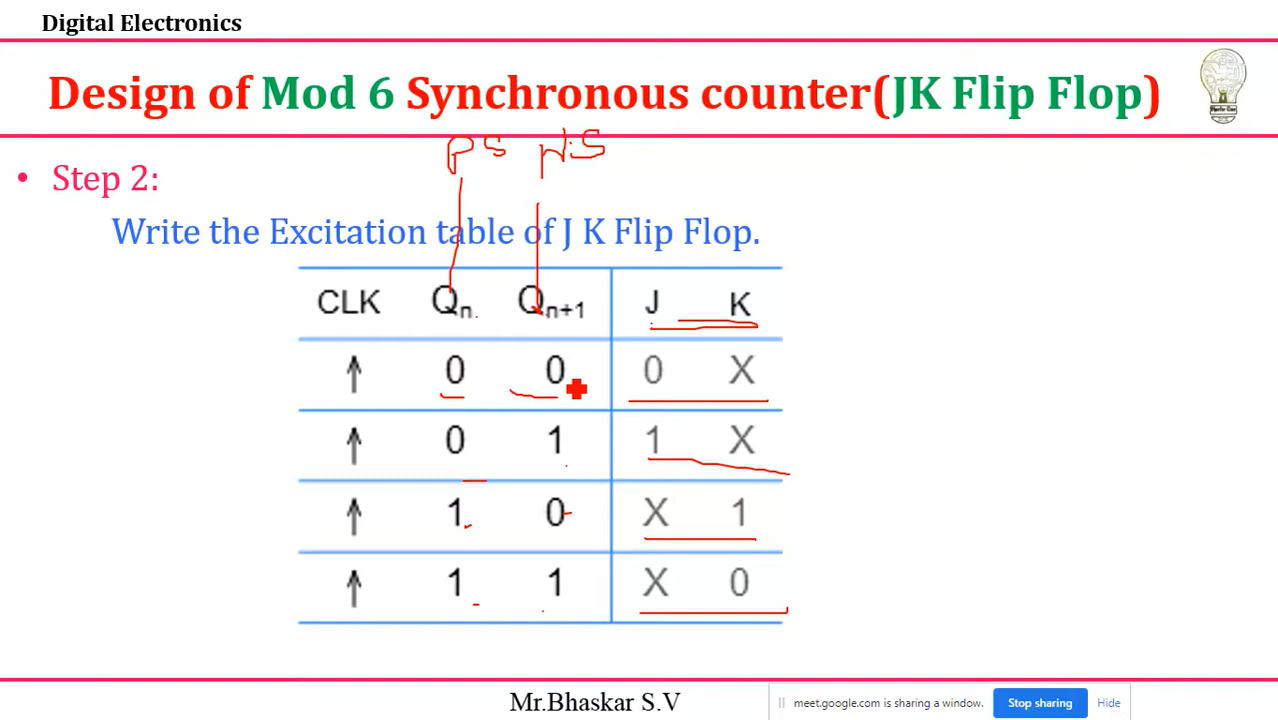 Digital Electronics
Design of Mod 6 Synchronous counter(JK Flip Flop)
PS NS
• Step 2:
Write the Excitation table of J K Flip Flop.
CLK Qn Qn+1 J K
↑ 0 0 0 X
↑ 0 1 1 X
↑ 1 0 X 1
↑ 1 1 X 0
Mr.Bhaskar S.V
meet.google.com is sharing a window. Stop sharing Hide